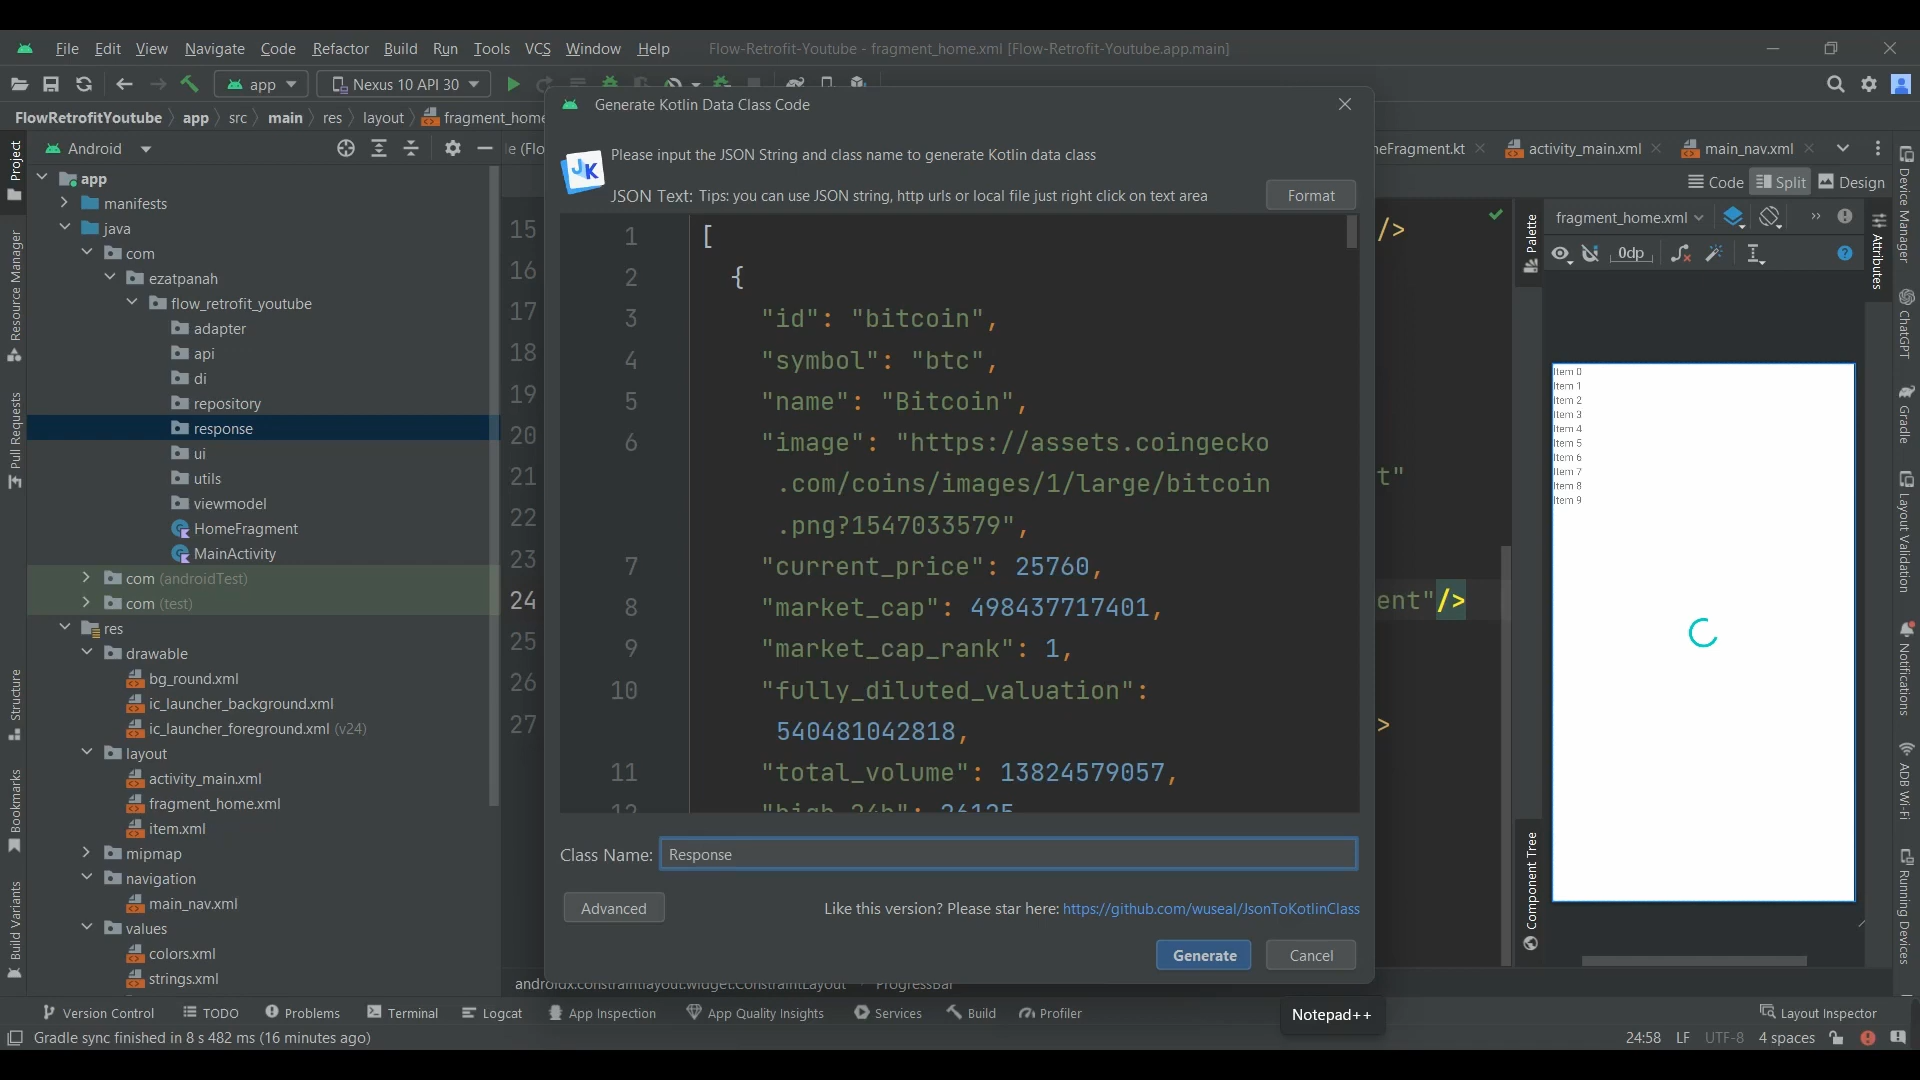 File Edit View Navigate Code Refactor Build Run Tools VCS Window Help Flow-Retrofit-Youtube - fragment_home.xml [Flow-Retrofit-Youtube.app.main]
app Nexus 10 API 30
FlowRetrofitYoutube app src main res layout fragment_home
Android
Generate Kotlin Data Class Code
Please input the JSON String and class name to generate Kotlin data class
JSON Text: Tips: you can use JSON string, http urls or local file just right click on text area
Format
1 [
2 {
3 "id": "bitcoin",
4 "symbol": "btc",
5 "name": "Bitcoin",
6 "image": "https://assets.coingecko
.com/coins/images/1/large/bitcoin
.png?1547033579",
7 "current_price": 25760,
8 "market_cap": 498437717401,
9 "market_cap_rank": 1,
10 "fully_diluted_valuation":
540481042818,
11 "total_volume": 13824579057,
12 "high_24h": 26125
Class Name: Response
Advanced
Like this version? Please star here: https://github.com/wuseal/JsonToKotlinClass
Generate Cancel
app
manifests
java
com
ezatpanah
flow_retrofit_youtube
adapter
api
di
repository
response
ui
utils
viewmodel
HomeFragment
MainActivity
com (androidTest)
com (test)
res
drawable
bg_round.xml
ic_launcher_background.xml
ic_launcher_foreground.xml (v24)
layout
activity_main.xml
fragment_home.xml
item.xml
mipmap
navigation
main_nav.xml
values
colors.xml
strings.xml
Project
Resource Manager
Pull Requests
Structure
Bookmarks
Build Variants
e (Flo
15
16
17
18
19
20
21
22
23
24
25
26
27
/>
t"
ent"/>
>
neFragment.kt activity_main.xml main_nav.xml
Code Split Design
fragment_home.xml
0dp
Palette
Component Tree
Attributes
Item 0
Item 1
Item 2
Item 3
Item 4
Item 5
Item 6
Item 7
Item 8
Item 9
Device Manager
ChatGPT
Gradle
Layout Validation
Notifications
ADB Wi-Fi
Running Devices
androidx.constraintlayout.widget.ConstraintLayout ProgressBar
Version Control TODO Problems Terminal Logcat App Inspection App Quality Insights Services Build Profiler Layout Inspector
Notepad++
Gradle sync finished in 8 s 482 ms (16 minutes ago) 24:58 LF UTF-8 4 spaces